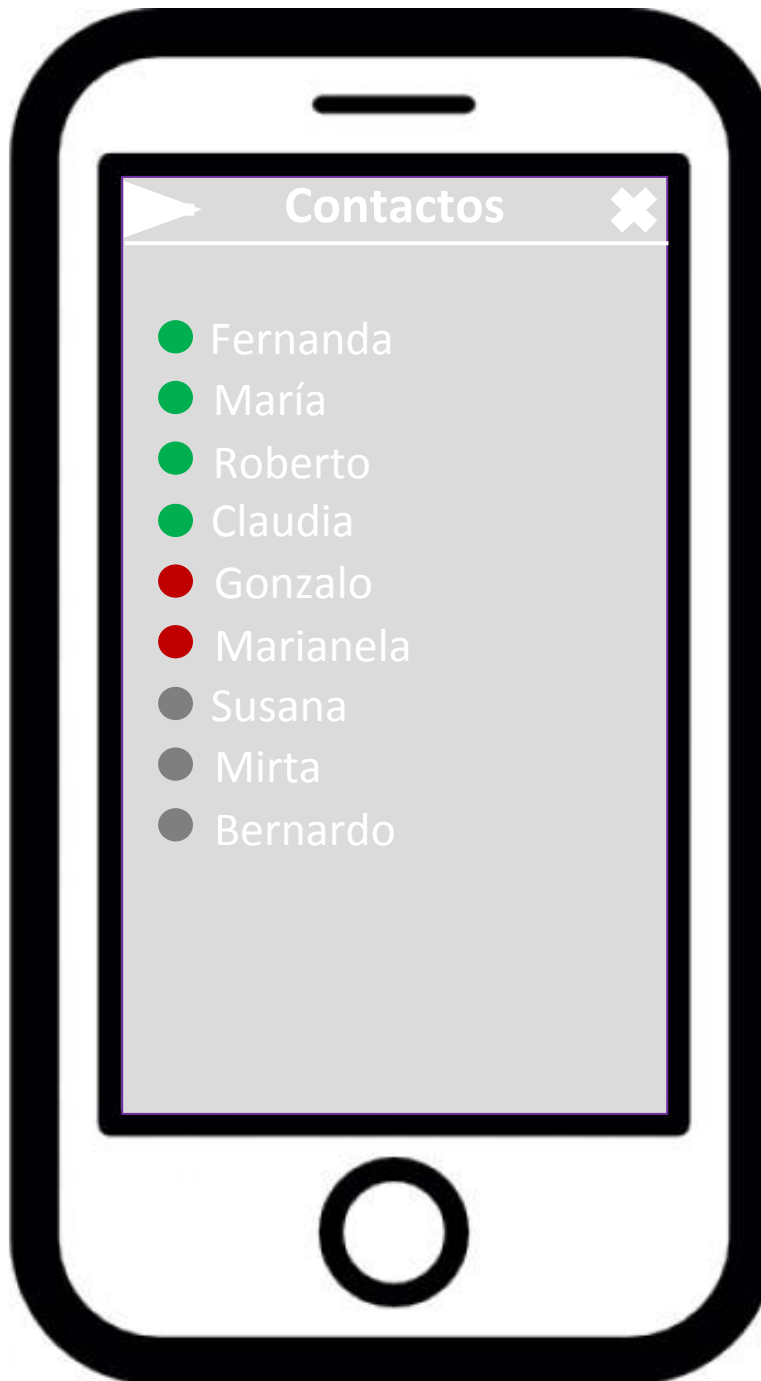 Contactos
Fernanda
María
Roberto
Claudia
Gonzalo
Marianela
Susana
Mirta
Bernardo